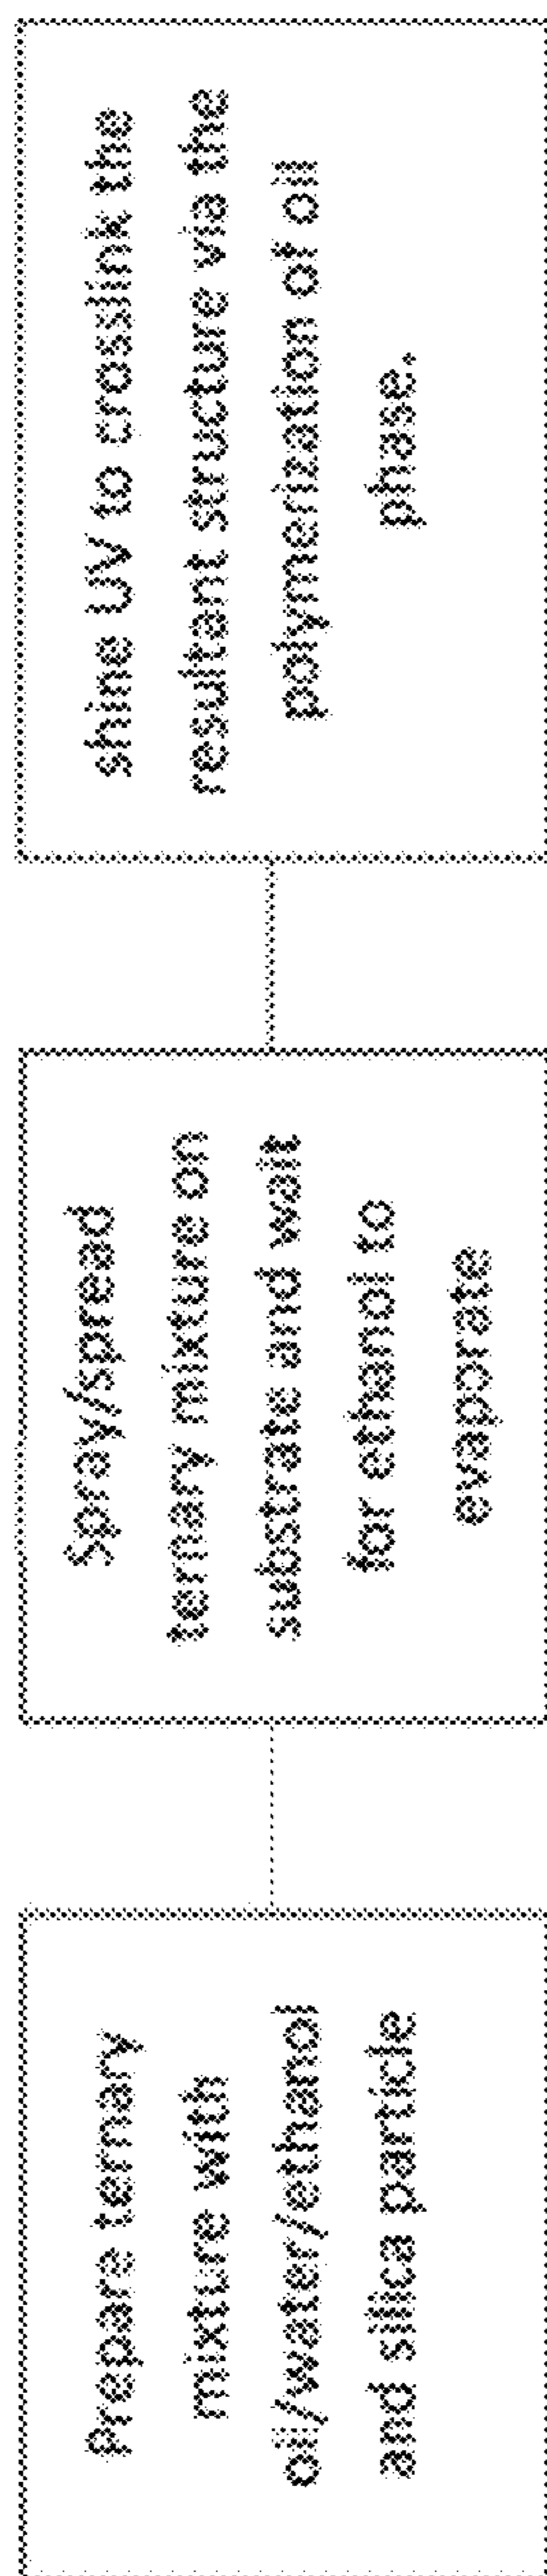 Prepare ternary
mixture with
oil/water/ethanol
and silica particle
Spray/spread
ternary mixture on
substrate and wait
for ethanol to
evaporate
shine UV to crosslink the
resultant structure via the
polymerization of oil
phase.